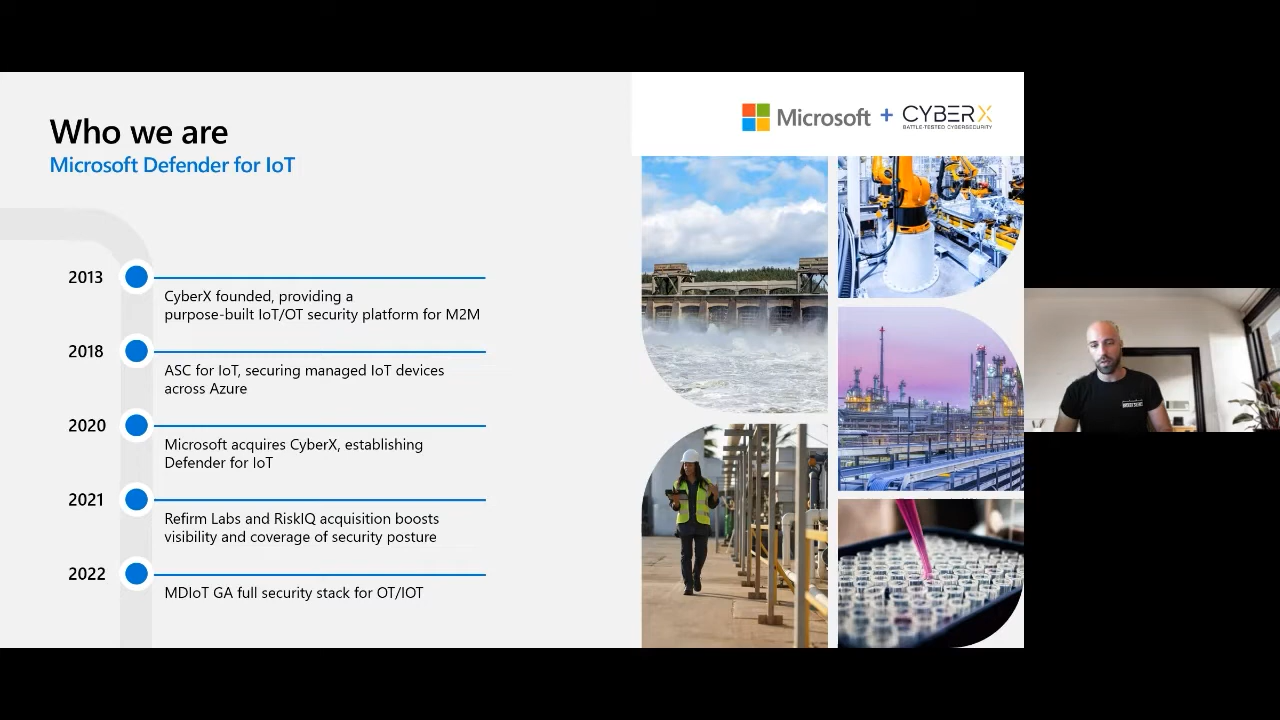 Who we are
Microsoft Defender for IoT
Microsoft + CYBERX
BATTLE-TESTED CYBERSECURITY
2013
CyberX founded, providing a
purpose-built IoT/OT security platform for M2M
2018
ASC for IoT, securing managed IoT devices
across Azure
2020
Microsoft acquires CyberX, establishing
Defender for IoT
2021
Refirm Labs and RiskIQ acquisition boosts
visibility and coverage of security posture
2022
MDIoT GA full security stack for OT/IOT